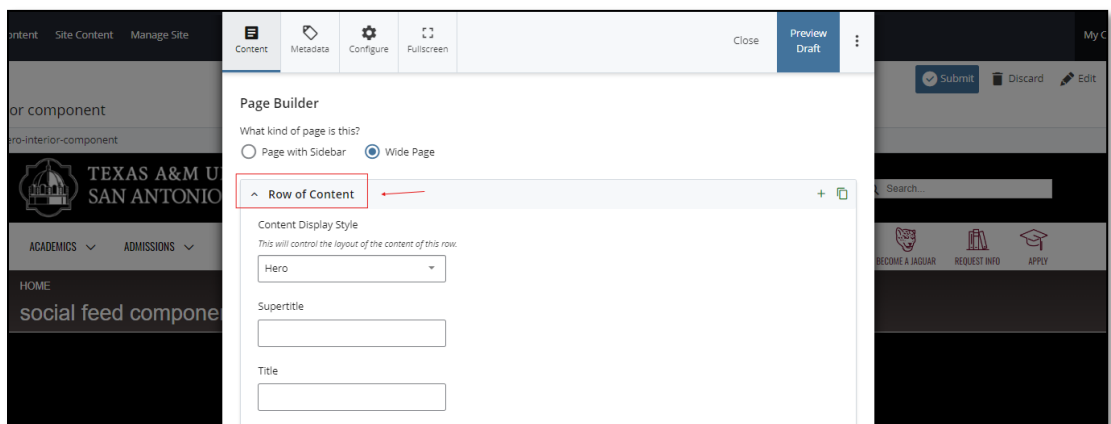 ontent Site Content Manage Site
Content Metadata Configure Fullscreen
Close
Preview
Draft
My C
Submit Discard Edit
or component
ero-interior-component
Page Builder
What kind of page is this?
Page with Sidebar Wide Page
TEXAS A&M U
SAN ANTONIO
Row of Content
Search...
Content Display Style
This will control the layout of the content of this row.
Hero
ACADEMICS ADMISSIONS
BECOME A JAGUAR REQUEST INFO APPLY
HOME
social feed compone
Supertitle
Title